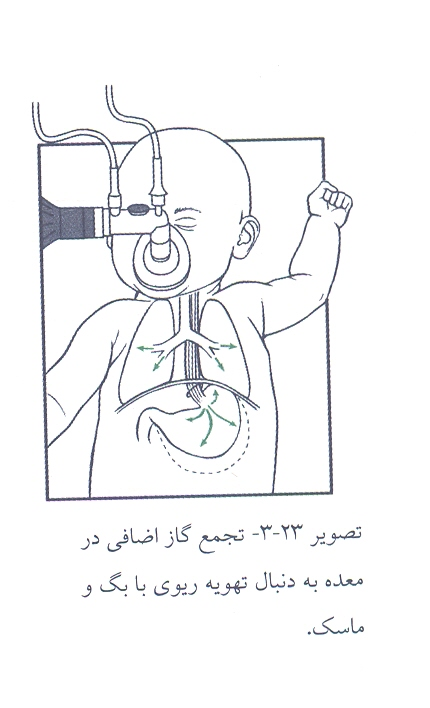 تصویر ۲۳-۳- تجمع گاز اضافی در
معده به دنبال تهویه ریوی با بگ و
ماسک.